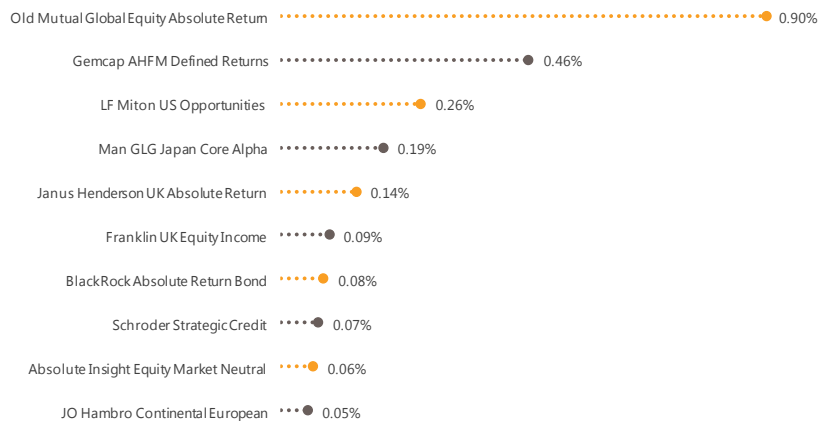 Old Mutual Global Equity Absolute Return 0.90%
Gemcap AHFM Defined Returns 0.46%
LF Miton US Opportunities 0.26%
Man GLG Japan Core Alpha 0.19%
Janus Henderson UK Absolute Return 0.14%
Franklin UK Equity Income 0.09%
BlackRock Absolute Return Bond 0.08%
Schroder Strategic Credit 0.07%
Absolute Insight Equity Market Neutral 0.06%
JO Hambro Continental European 0.05%